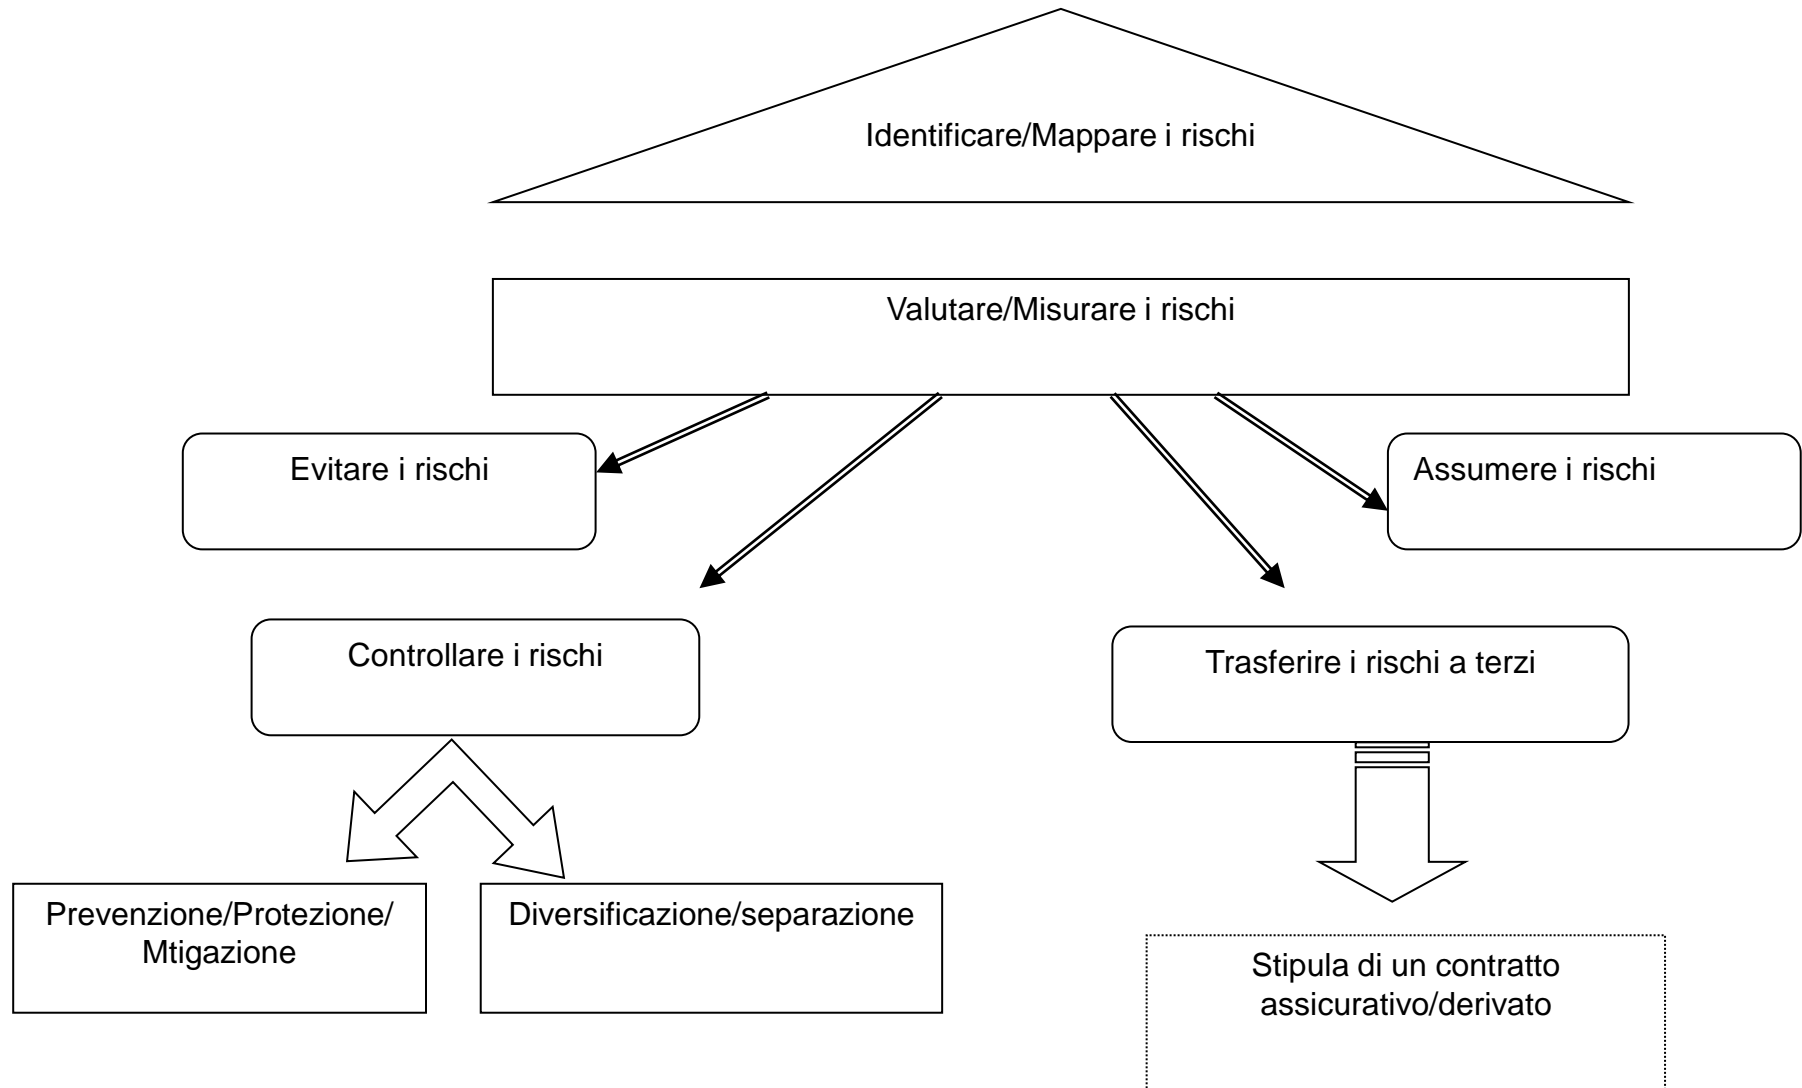 Identificare/Mappare i rischi
Valutare/Misurare i rischi
Evitare i rischi
Assumere i rischi
Controllare i rischi
Trasferire i rischi a terzi
Prevenzione/Protezione/
Mtigazione
Diversificazione/separazione
Stipula di un contratto
assicurativo/derivato